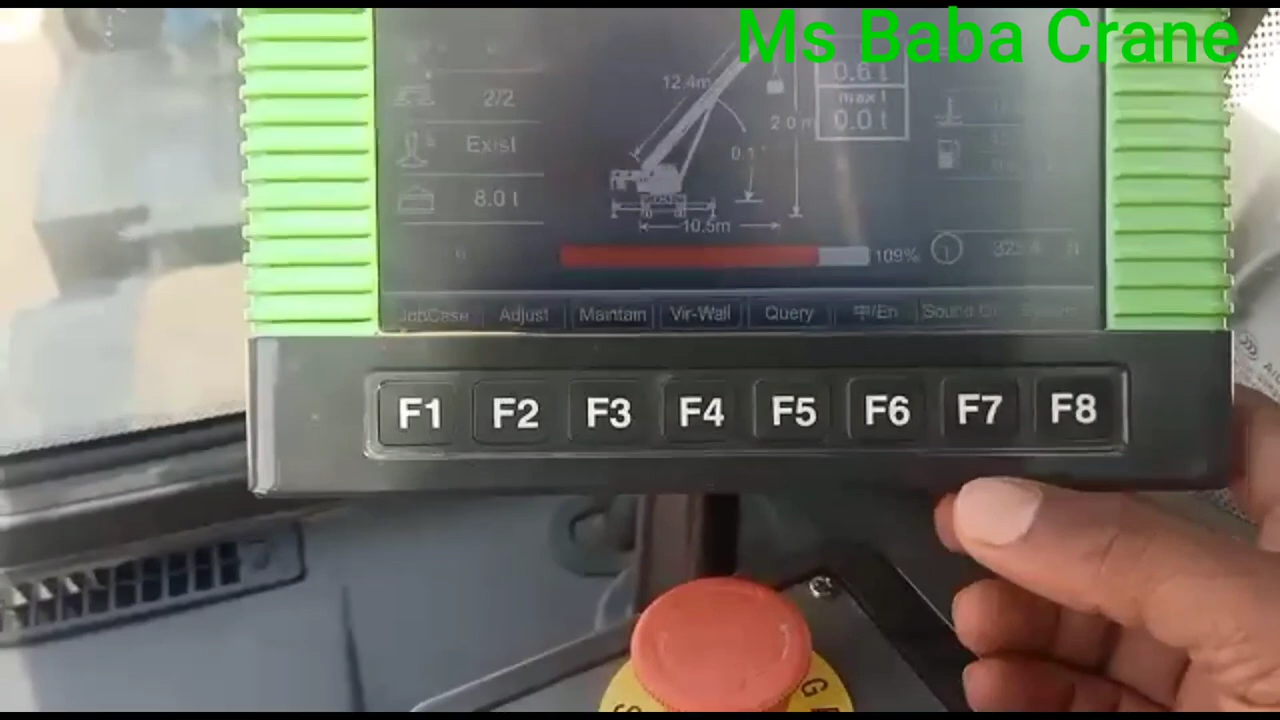 Ms Baba Crane
12.4m
0.6 t
max t
0.0 t
2/2
2.0 m
Exist
0.1°
8.0 t
10.5m
109%
Adjust
Maintain
Vir-Wall
Query
中/En
F1
F2
F3
F4
F5
F6
F7
F8